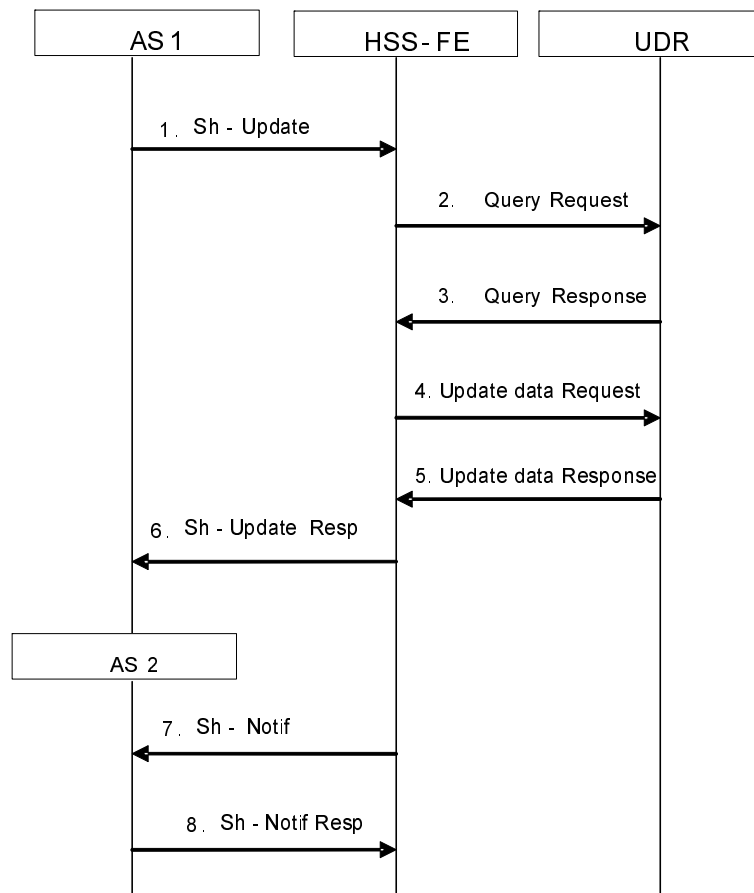 AS 1
HSS-FE
UDR
1. Sh - Update
2. Query Request
3. Query Response
4. Update data Request
5. Update data Response
6. Sh - Update Resp
AS 2
7. Sh - Notif
8. Sh - Notif Resp